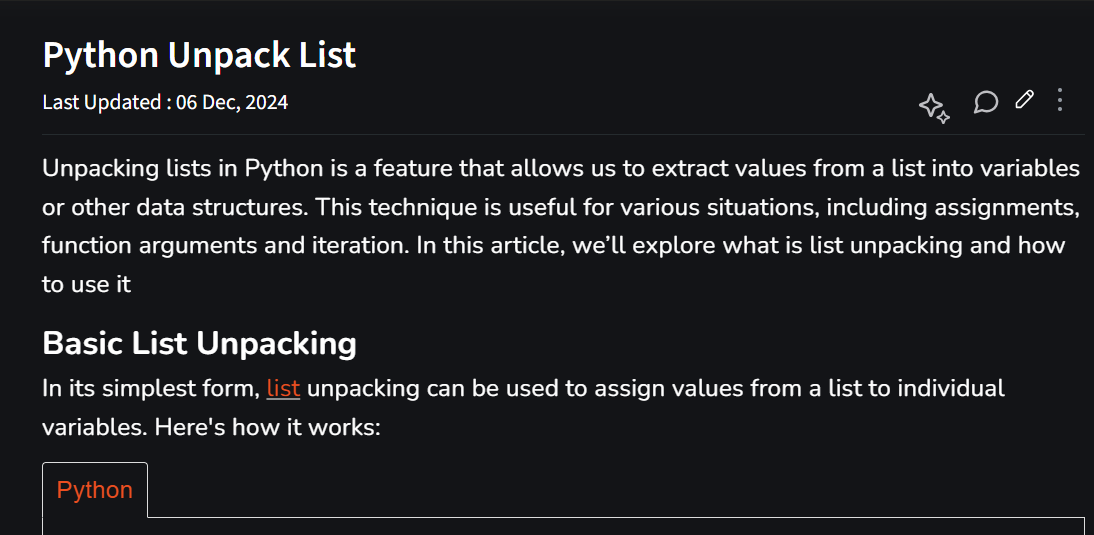 Python Unpack List
Last Updated : 06 Dec, 2024
Unpacking lists in Python is a feature that allows us to extract values from a list into variables
or other data structures. This technique is useful for various situations, including assignments,
function arguments and iteration. In this article, we’ll explore what is list unpacking and how
to use it
Basic List Unpacking
In its simplest form, list unpacking can be used to assign values from a list to individual
variables. Here's how it works:
Python